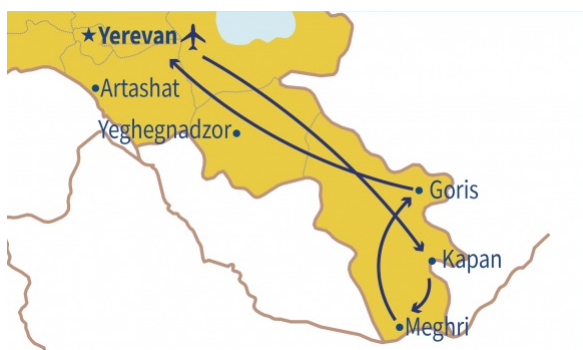 Yerevan
Artashat
Yeghegnadzor
Goris
Kapan
Meghri